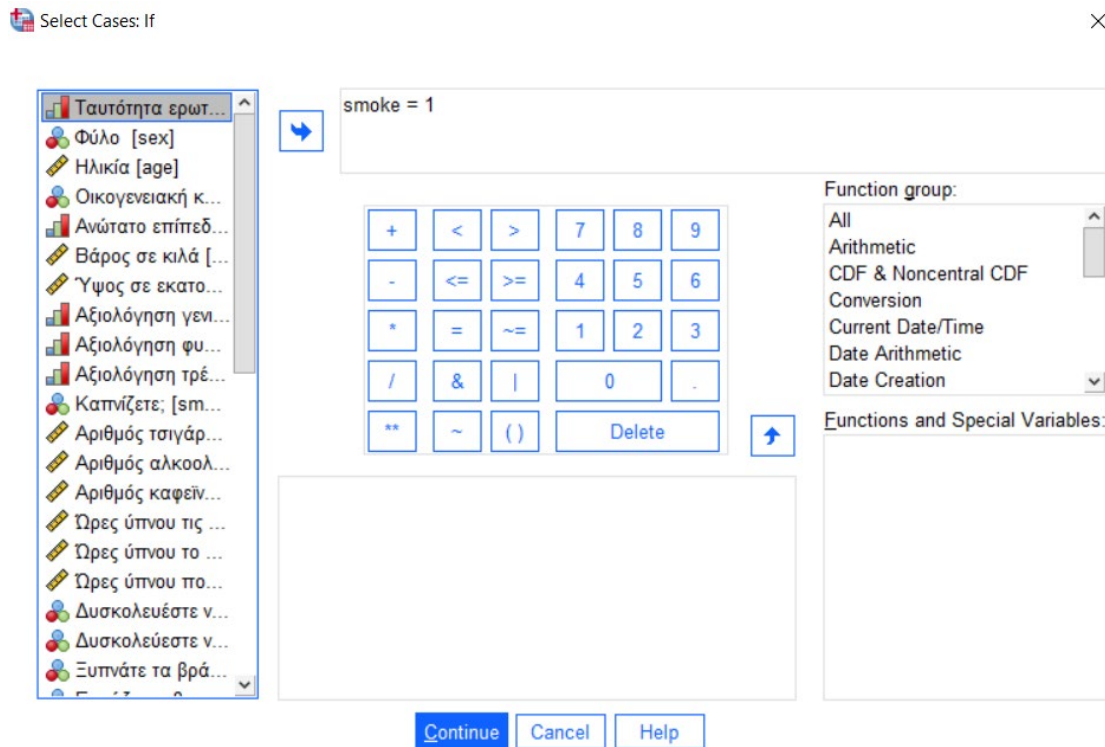 Select Cases: If
Ταυτότητα ερωτ...
Φύλο [sex]
Ηλικία [age]
Οικογενειακή κ...
Ανώτατο επίπεδ...
Βάρος σε κιλά [...
Ύψος σε εκατο...
Αξιολόγηση γενι...
Αξιολόγηση φυ...
Αξιολόγηση τρέ...
Καπνίζετε; [sm...
Αριθμός τσιγάρ...
Αριθμός αλκοολ...
Αριθμός καφεϊν...
Ώρες ύπνου τις ...
Ώρες ύπνου το ...
Ώρες ύπνου πο...
Δυσκολευέστε ν...
Δυσκολεύεστε ν...
Ξυπνάτε τα βρά...
smoke = 1
+ < > 7 8 9
- <= >= 4 5 6
* = ~= 1 2 3
/ & | 0 .
** ~ ( ) Delete
Function group:
All
Arithmetic
CDF & Noncentral CDF
Conversion
Current Date/Time
Date Arithmetic
Date Creation
Functions and Special Variables:
Continue Cancel Help